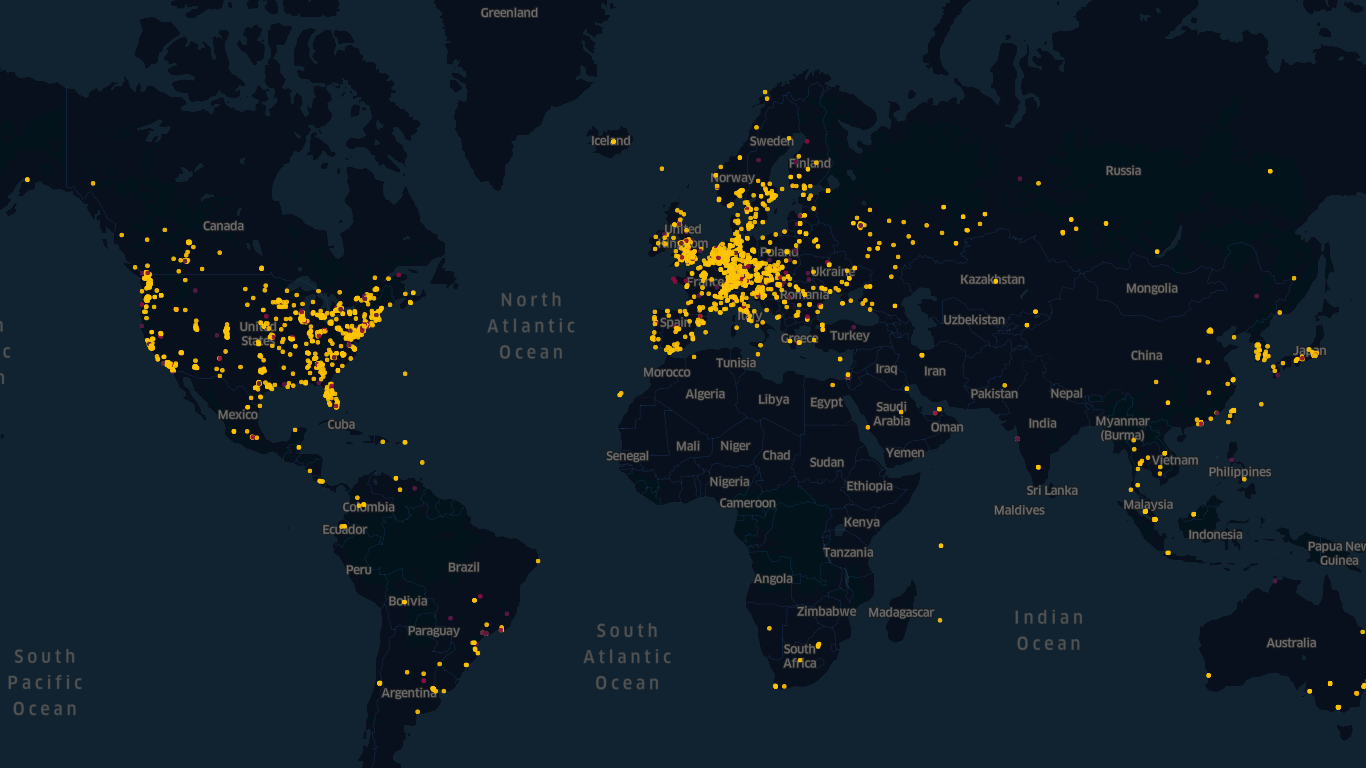 Greenland
Iceland
Sweden
Finland
Norway
Russia
Canada
United
Kingdom
Poland
Ukraine
France
Romania
Kazakhstan
Mongolia
North
Atlantic
Ocean
Italy
Spain
Uzbekistan
United
States
Greece
Turkey
Japan
China
Tunisia
Morocco
Iraq
Iran
Algeria
Libya
Egypt
Pakistan
Nepal
Saudi
Arabia
Mexico
Cuba
India
Oman
Myanmar
(Burma)
Mali
Niger
Chad
Yemen
Senegal
Sudan
Vietnam
Philippines
Nigeria
Ethiopia
Sri Lanka
Cameroon
Colombia
Malaysia
Maldives
Ecuador
Kenya
Indonesia
Tanzania
Papua New
Guinea
Peru
Brazil
Angola
Bolivia
Zimbabwe
Madagascar
Paraguay
South
Atlantic
Ocean
Indian
Ocean
Australia
South
Africa
South
Pacific
Ocean
Argentina
n
c
n